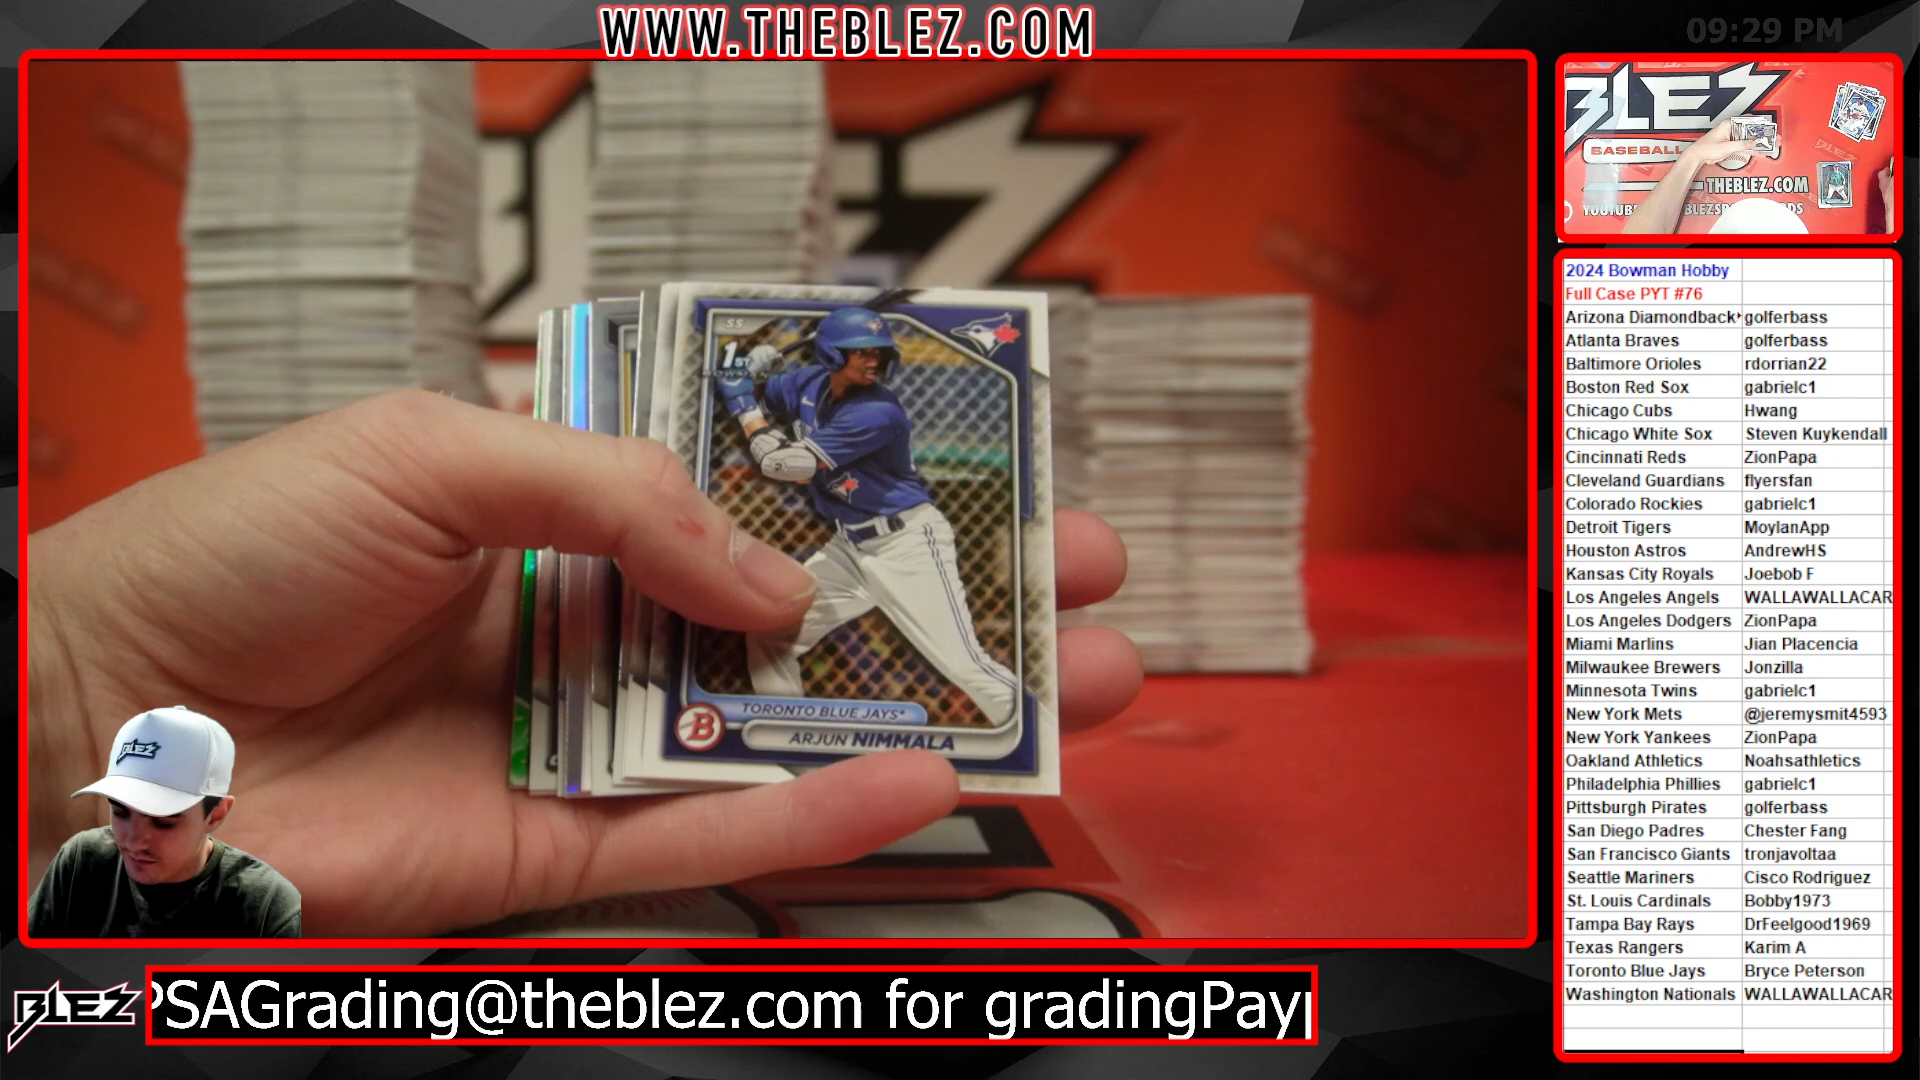 WWW.THEBLEZ.COM
09:29 PM
SS
1ST
BOWMAN
TORONTO BLUE JAYS
B
ARJUN NIMMALA
BLEZ
BLEZ
PSAGrading@theblez.com for gradingPayp
BLEZ
BASEBALL
THEBLEZ.COM
2024 Bowman Hobby
Full Case PYT #76
Arizona Diamondback golferbass
Atlanta Braves golferbass
Baltimore Orioles rdorrian22
Boston Red Sox gabrielc1
Chicago Cubs Hwang
Chicago White Sox Steven Kuykendall
Cincinnati Reds ZionPapa
Cleveland Guardians flyersfan
Colorado Rockies gabrielc1
Detroit Tigers MoylanApp
Houston Astros AndrewHS
Kansas City Royals Joebob F
Los Angeles Angels WALLAWALLACAR
Los Angeles Dodgers ZionPapa
Miami Marlins Jian Placencia
Milwaukee Brewers Jonzilla
Minnesota Twins gabrielc1
New York Mets @jeremysmit4593
New York Yankees ZionPapa
Oakland Athletics Noahsathletics
Philadelphia Phillies gabrielc1
Pittsburgh Pirates golferbass
San Diego Padres Chester Fang
San Francisco Giants tronjavoltaa
Seattle Mariners Cisco Rodriguez
St. Louis Cardinals Bobby1973
Tampa Bay Rays DrFeelgood1969
Texas Rangers Karim A
Toronto Blue Jays Bryce Peterson
Washington Nationals WALLAWALLACAR